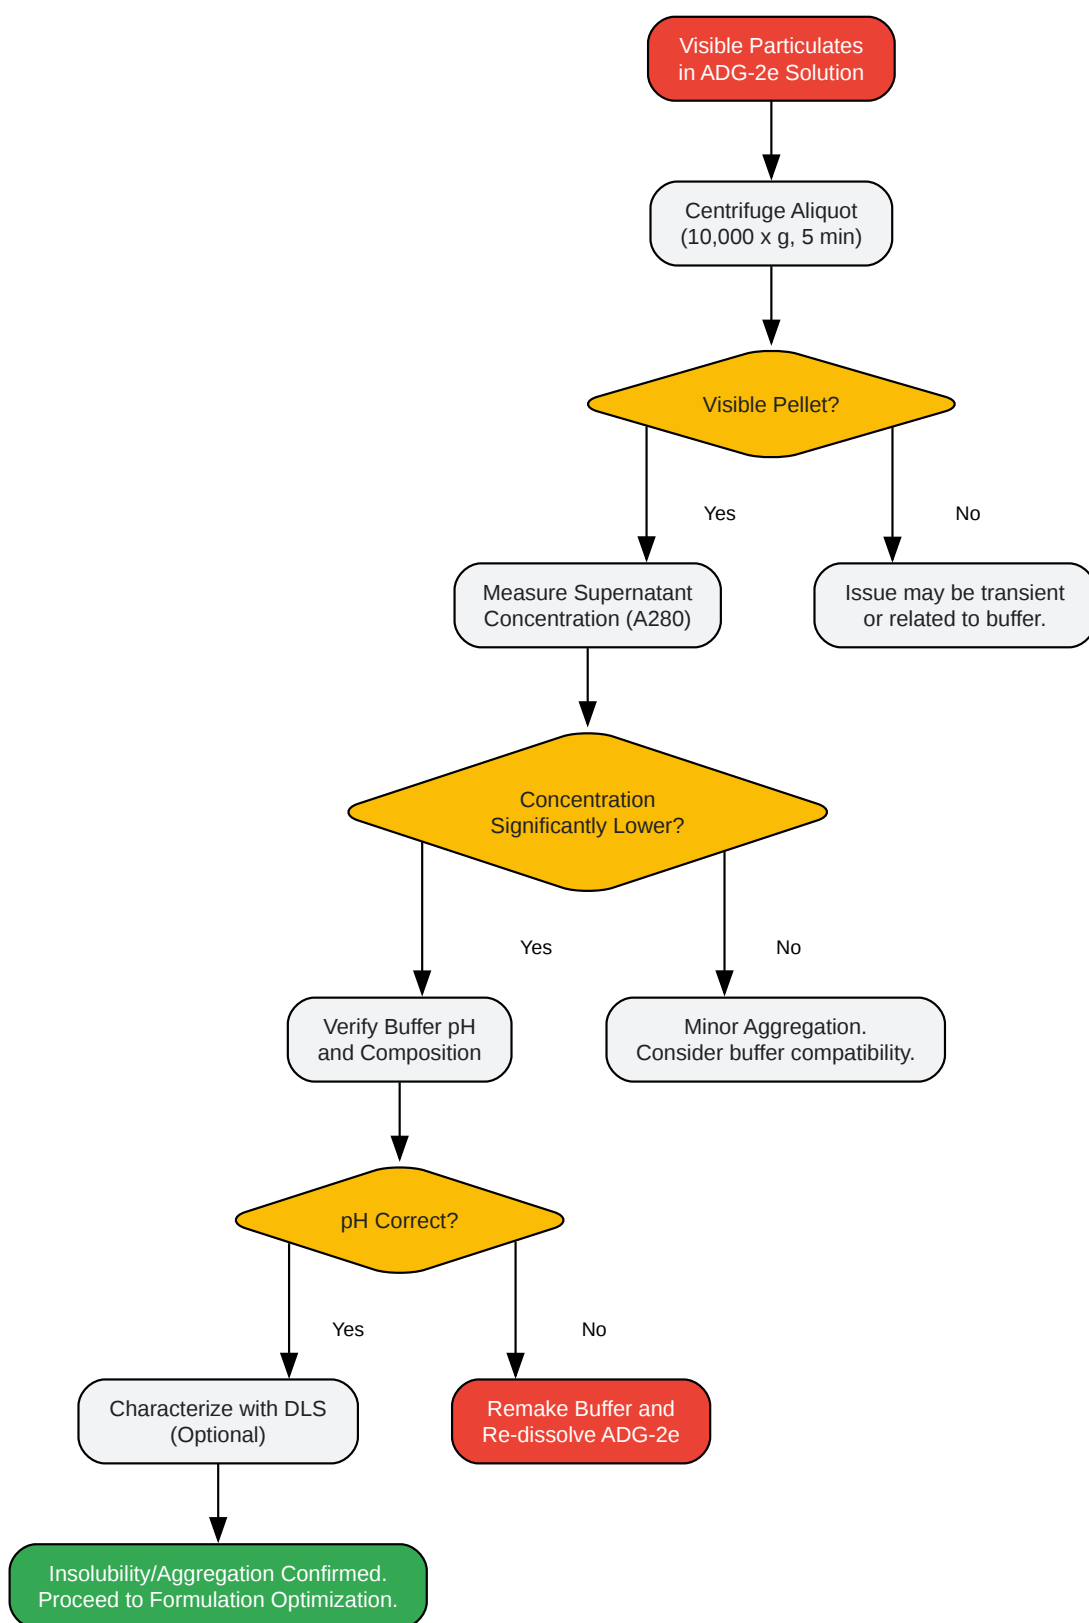 Visible Particulates
in ADG-2e Solution
Centrifuge Aliquot
(10,000 x g, 5 min)
Visible Pellet?
Yes
No
Measure Supernatant
Concentration (A280)
Issue may be transient
or related to buffer.
Concentration
Significantly Lower?
Yes
No
Verify Buffer pH
and Composition
Minor Aggregation.
Consider buffer compatibility.
pH Correct?
Yes
No
Characterize with DLS
(Optional)
Remake Buffer and
Re-dissolve ADG-2e
Insolubility/Aggregation Confirmed.
Proceed to Formulation Optimization.